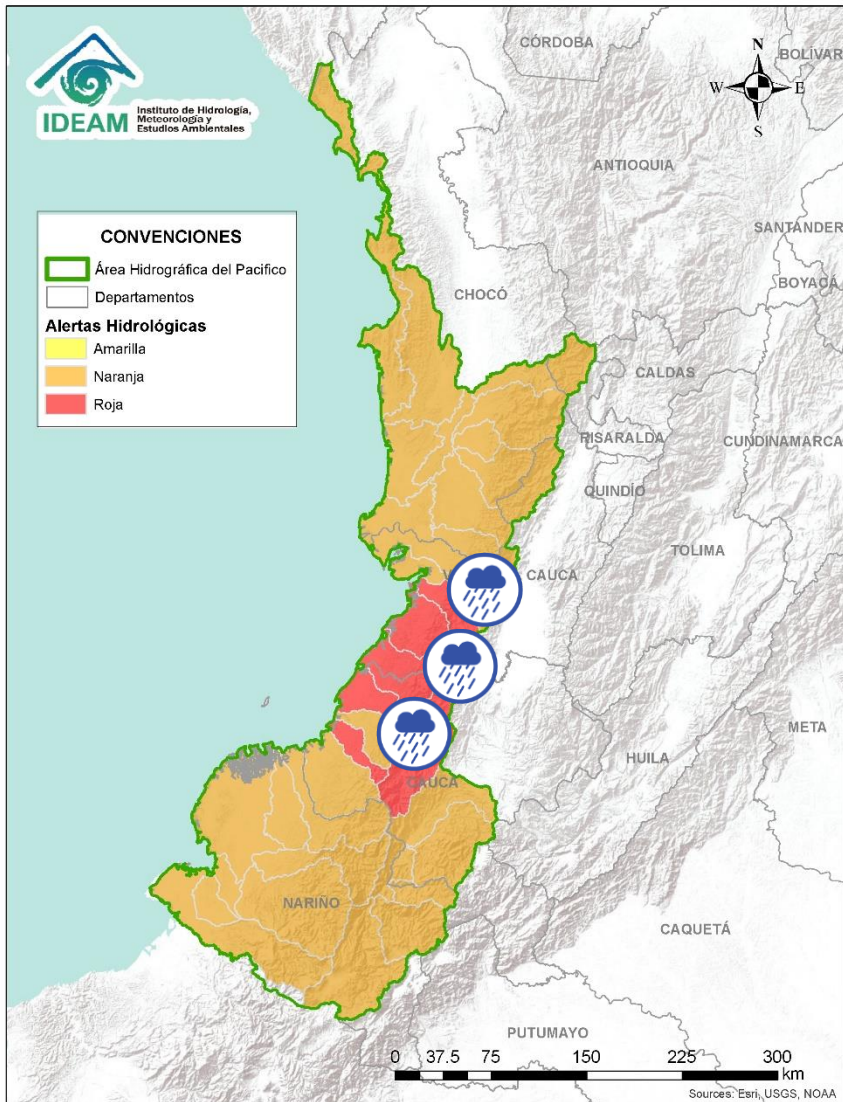 IDEAM
Instituto de Hidrología,
Meteorología y
Estudios Ambientales
N
W E
S
CONVENCIONES
Área Hidrográfica del Pacifico
Departamentos
Alertas Hidrológicas
Amarilla
Naranja
Roja
CÓRDOBA
BOLÍVAR
ANTIOQUIA
SANTANDER
BOYACÁ
CHOCÓ
CALDAS
RISARALDA
CUNDINAMARCA
QUINDÍO
TOLIMA
CAUCA
META
HUILA
CAUCA
NARIÑO
CAQUETÁ
PUTUMAYO
0 37.5 75 150 225 300
km
Sources: Esri, USGS, NOAA